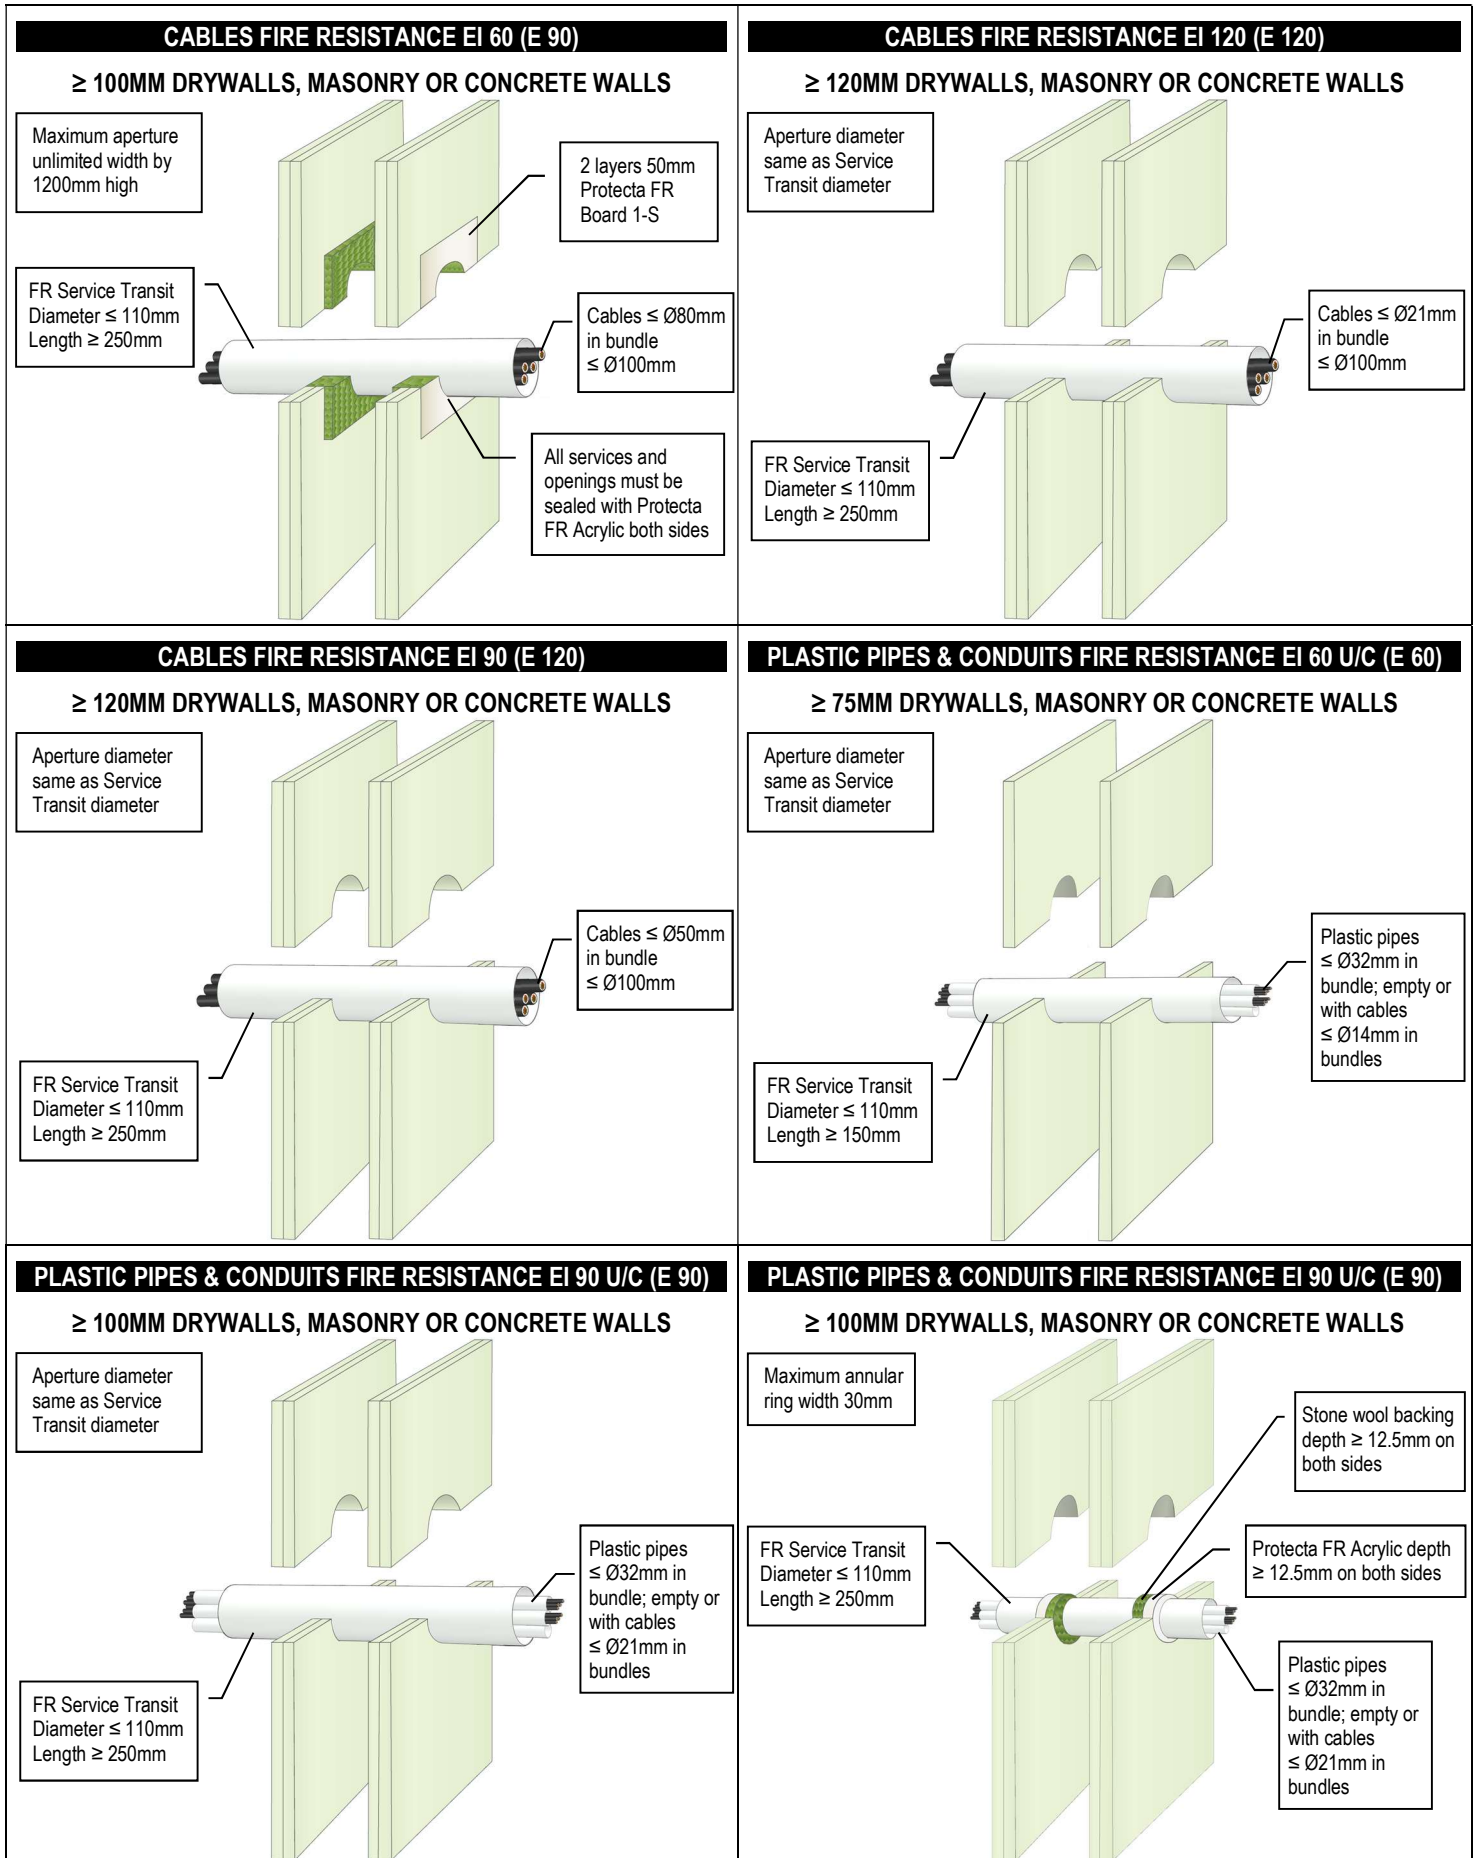 CABLES FIRE RESISTANCE EI 60 (E 90)
≥ 100MM DRYWALLS, MASONRY OR CONCRETE WALLS
Maximum aperture
unlimited width by
1200mm high
2 layers 50mm
Protecta FR
Board 1-S
FR Service Transit
Diameter ≤ 110mm
Length ≥ 250mm
Cables ≤ Ø80mm
in bundle
≤ Ø100mm
All services and
openings must be
sealed with Protecta
FR Acrylic both sides
CABLES FIRE RESISTANCE EI 120 (E 120)
≥ 120MM DRYWALLS, MASONRY OR CONCRETE WALLS
Aperture diameter
same as Service
Transit diameter
Cables ≤ Ø21mm
in bundle
≤ Ø100mm
FR Service Transit
Diameter ≤ 110mm
Length ≥ 250mm
CABLES FIRE RESISTANCE EI 90 (E 120)
≥ 120MM DRYWALLS, MASONRY OR CONCRETE WALLS
Aperture diameter
same as Service
Transit diameter
Cables ≤ Ø50mm
in bundle
≤ Ø100mm
FR Service Transit
Diameter ≤ 110mm
Length ≥ 250mm
PLASTIC PIPES & CONDUITS FIRE RESISTANCE EI 60 U/C (E 60)
≥ 75MM DRYWALLS, MASONRY OR CONCRETE WALLS
Aperture diameter
same as Service
Transit diameter
Plastic pipes
≤ Ø32mm in
bundle; empty or
with cables
≤ Ø14mm in
bundles
FR Service Transit
Diameter ≤ 110mm
Length ≥ 150mm
PLASTIC PIPES & CONDUITS FIRE RESISTANCE EI 90 U/C (E 90)
≥ 100MM DRYWALLS, MASONRY OR CONCRETE WALLS
Aperture diameter
same as Service
Transit diameter
Plastic pipes
≤ Ø32mm in
bundle; empty or
with cables
≤ Ø21mm in
bundles
FR Service Transit
Diameter ≤ 110mm
Length ≥ 250mm
PLASTIC PIPES & CONDUITS FIRE RESISTANCE EI 90 U/C (E 90)
≥ 100MM DRYWALLS, MASONRY OR CONCRETE WALLS
Maximum annular
ring width 30mm
Stone wool backing
depth ≥ 12.5mm on
both sides
FR Service Transit
Diameter ≤ 110mm
Length ≥ 250mm
Protecta FR Acrylic depth
≥ 12.5mm on both sides
Plastic pipes
≤ Ø32mm in
bundle; empty or
with cables
≤ Ø21mm in
bundles